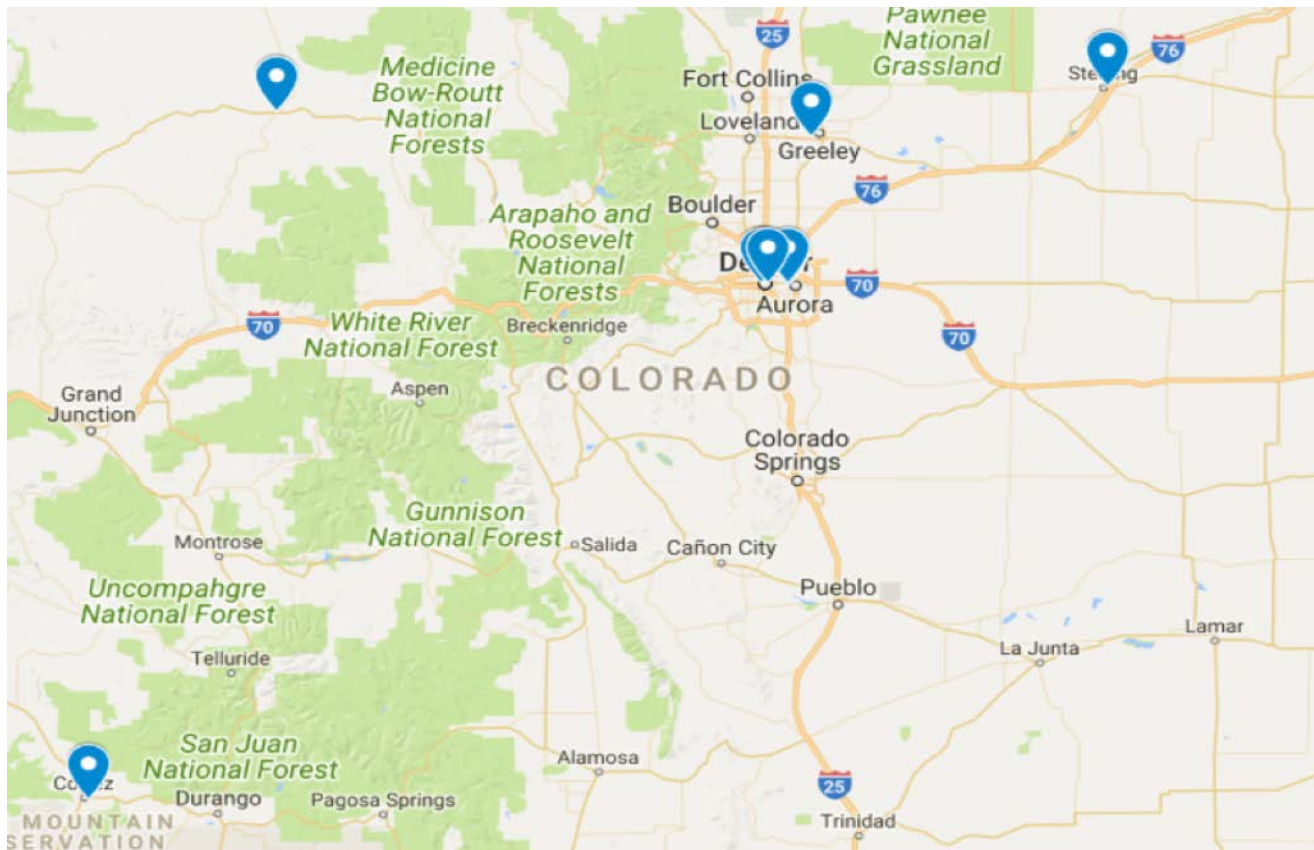 Pawnee
National
Grassland
25
76
Medicine
Bow-Routt
National
Forests
Fort Collins
Loveland
Greeley
76
Boulder
Arapaho and
Roosevelt
National
Forests
Aurora
70
70
70
White River
National Forest
Breckenridge
COLORADO
Aspen
Grand
Junction
Colorado
Springs
Gunnison
National Forest
Salida
Cañon City
Montrose
Uncompahgre
National Forest
Pueblo
Lamar
La Junta
Telluride
San Juan
National Forest
Alamosa
25
Durango
Pagosa Springs
Trinidad
MOUNTAIN
SERVATION